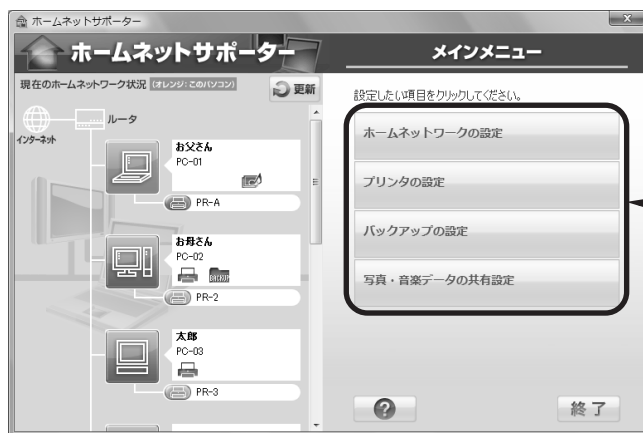 ホームネットサポーター
ホームネットサポーター
現在のホームネットワーク状況 (オレンジ:このパソコン)
更新
インターネット
ルータ
お父さん
PC-01
PR-A
お母さん
PC-02
BACKUP
PR-2
太郎
PC-03
PR-3
メインメニュー
設定したい項目をクリックしてください。
ホームネットワークの設定
プリンタの設定
バックアップの設定
写真・音楽データの共有設定
?
終了